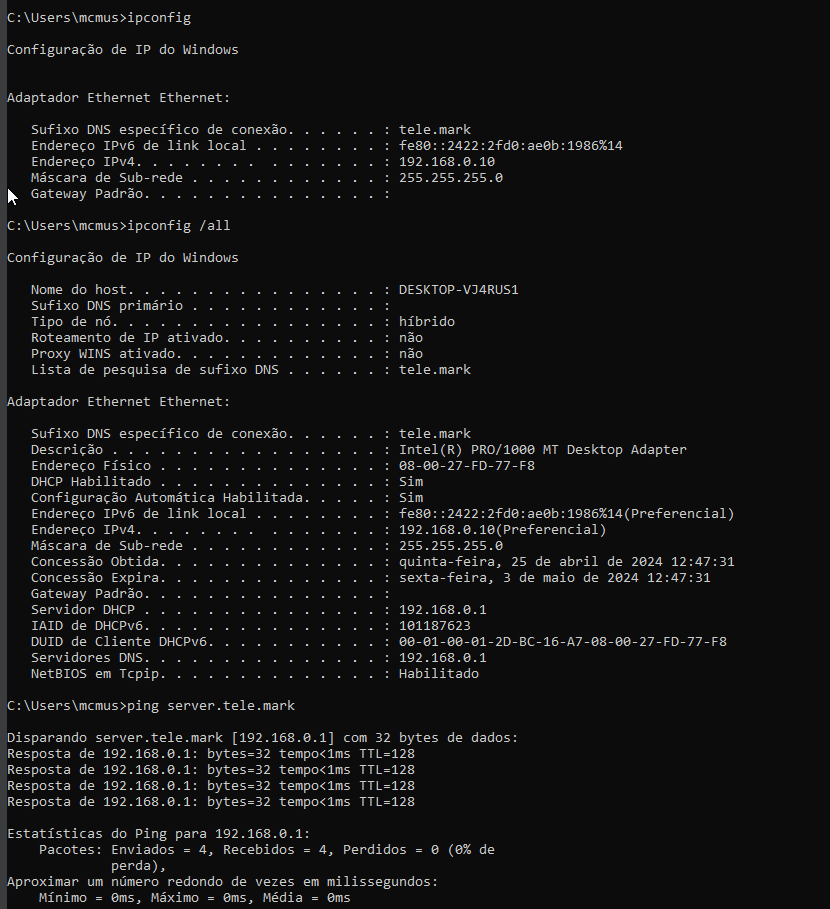 C:\Users\mcmus>ipconfig
Configuração de IP do Windows
Adaptador Ethernet Ethernet:
   Sufixo DNS específico de conexão. . . . . . : tele.mark
   Endereço IPv6 de link local . . . . . . . . : fe80::2422:2fd0:ae0b:1986%14
   Endereço IPv4. . . . . . . .  . . . . . . . : 192.168.0.10
   Máscara de Sub-rede . . . . . . . . . . . . : 255.255.255.0
   Gateway Padrão. . . . . . . . . . . . . . . :
C:\Users\mcmus>ipconfig /all
Configuração de IP do Windows
   Nome do host. . . . . . . . . . . . . . . . : DESKTOP-VJ4RUS1
   Sufixo DNS primário . . . . . . . . . . . . :
   Tipo de nó. . . . . . . . . . . . . . . . . : híbrido
   Roteamento de IP ativado. . . . . . . . . . : não
   Proxy WINS ativado. . . . . . . . . . . . . : não
   Lista de pesquisa de sufixo DNS . . . . . . : tele.mark
Adaptador Ethernet Ethernet:
   Sufixo DNS específico de conexão. . . . . . : tele.mark
   Descrição . . . . . . . . . . . . . . . . . : Intel(R) PRO/1000 MT Desktop Adapter
   Endereço Físico . . . . . . . . . . . . . . : 08-00-27-FD-77-F8
   DHCP Habilitado . . . . . . . . . . . . . . : Sim
   Configuração Automática Habilitada. . . . . : Sim
   Endereço IPv6 de link local . . . . . . . . : fe80::2422:2fd0:ae0b:1986%14(Preferencial)
   Endereço IPv4. . . . . . . .  . . . . . . . : 192.168.0.10(Preferencial)
   Máscara de Sub-rede . . . . . . . . . . . . : 255.255.255.0
   Concessão Obtida. . . . . . . . . . . . . . : quinta-feira, 25 de abril de 2024 12:47:31
   Concessão Expira. . . . . . . . . . . . . . : sexta-feira, 3 de maio de 2024 12:47:31
   Gateway Padrão. . . . . . . . . . . . . . . :
   Servidor DHCP . . . . . . . . . . . . . . . : 192.168.0.1
   IAID de DHCPv6. . . . . . . . . . . . . . . : 101187623
   DUID de Cliente DHCPv6. . . . . . . . . . . : 00-01-00-01-2D-BC-16-A7-08-00-27-FD-77-F8
   Servidores DNS. . . . . . . . . . . . . . . : 192.168.0.1
   NetBIOS em Tcpip. . . . . . . . . . . . . . : Habilitado
C:\Users\mcmus>ping server.tele.mark
Disparando server.tele.mark [192.168.0.1] com 32 bytes de dados:
Resposta de 192.168.0.1: bytes=32 tempo<1ms TTL=128
Resposta de 192.168.0.1: bytes=32 tempo<1ms TTL=128
Resposta de 192.168.0.1: bytes=32 tempo<1ms TTL=128
Resposta de 192.168.0.1: bytes=32 tempo<1ms TTL=128
Estatísticas do Ping para 192.168.0.1:
    Pacotes: Enviados = 4, Recebidos = 4, Perdidos = 0 (0% de
             perda),
Aproximar um número redondo de vezes em milissegundos:
    Mínimo = 0ms, Máximo = 0ms, Média = 0ms